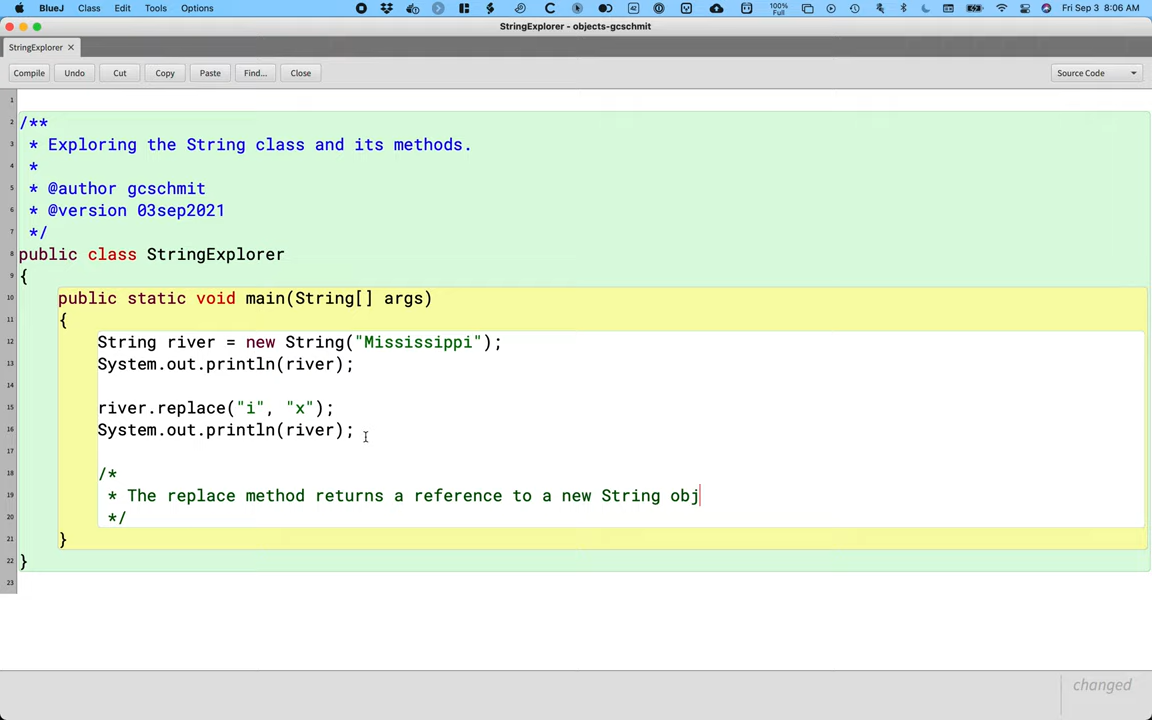 BlueJ Class Edit Tools Options 42 100% Full Fri Sep 3 8:06 AM
StringExplorer - objects-gcschmit
StringExplorer ✕
Compile Undo Cut Copy Paste Find... Close Source Code
1
2 /**
3 * Exploring the String class and its methods.
4 *
5 * @author gcschmit
6 * @version 03sep2021
7 */
8 public class StringExplorer
9 {
10 public static void main(String[] args)
11 {
12 String river = new String("Mississippi");
13 System.out.println(river);
14
15 river.replace("i", "x");
16 System.out.println(river);
17
18 /*
19 * The replace method returns a reference to a new String obj
20 */
21 }
22 }
23
changed